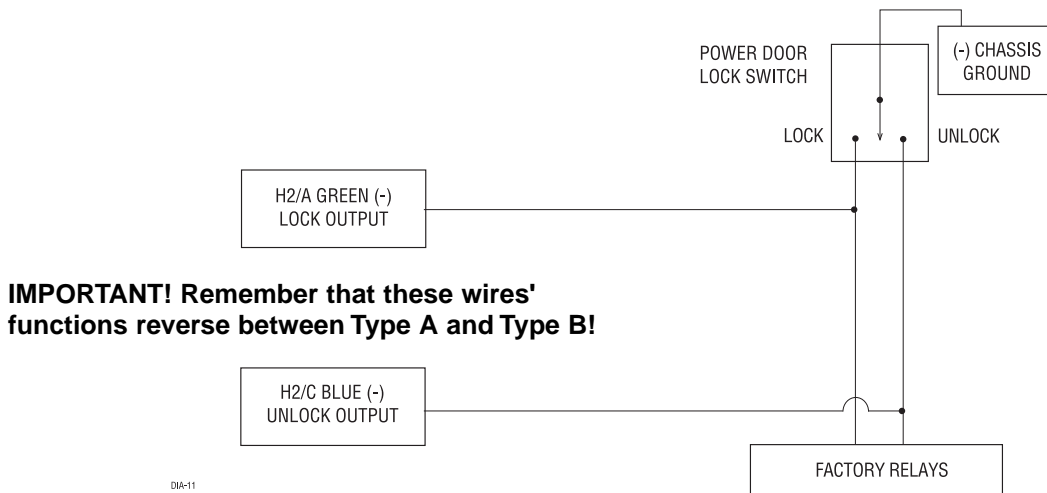 POWER DOOR
LOCK SWITCH
(-) CHASSIS
GROUND
LOCK
UNLOCK
H2/A GREEN (-)
LOCK OUTPUT
IMPORTANT! Remember that these wires'
functions reverse between Type A and Type B!
H2/C BLUE (-)
UNLOCK OUTPUT
FACTORY RELAYS
DIA-11